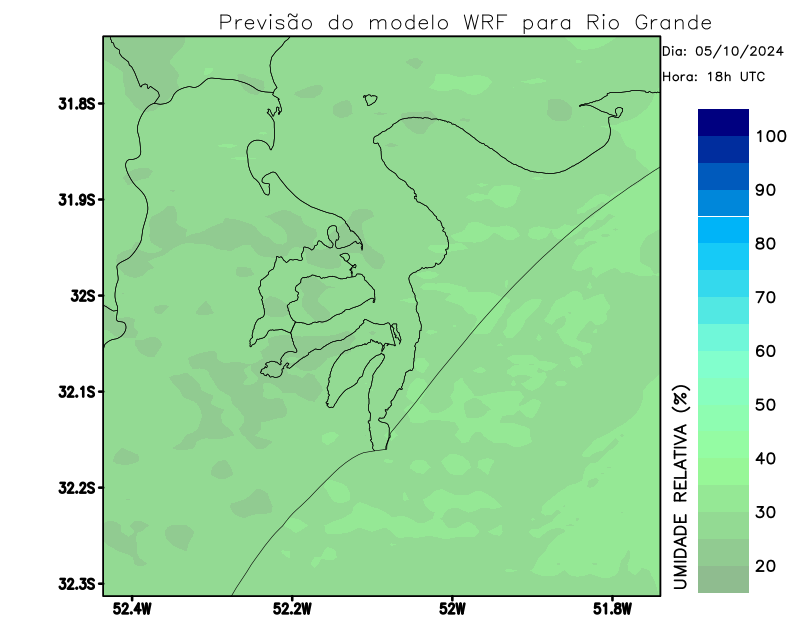 Previsão do modelo WRF para Rio Grande
Dia: 05/10/2024
Hora: 18h UTC
31.8S
31.9S
32S
32.1S
32.2S
32.3S
52.4W
52.2W
52W
51.8W
100
90
80
70
60
50
40
30
20
UMIDADE RELATIVA (%)